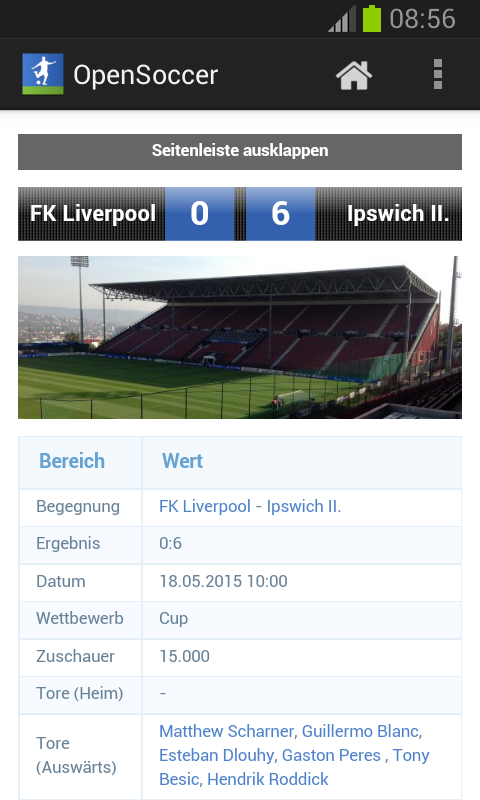 08:56
OpenSoccer
Seitenleiste ausklappen
FK Liverpool 0 6 Ipswich II.
Bereich Wert
Begegnung FK Liverpool - Ipswich II.
Ergebnis 0:6
Datum 18.05.2015 10:00
Wettbewerb Cup
Zuschauer 15.000
Tore (Heim) -
Tore (Auswärts)
Matthew Scharner, Guillermo Blanc,
Esteban Dlouhy, Gaston Peres , Tony
Besic, Hendrik Roddick